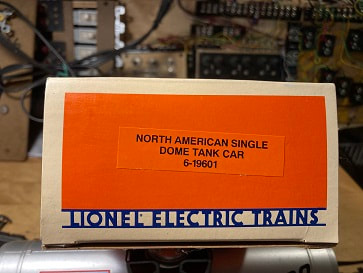 NORTH AMERICAN SINGLE
DOME TANK CAR
6-19601
LIONEL ELECTRIC TRAINS